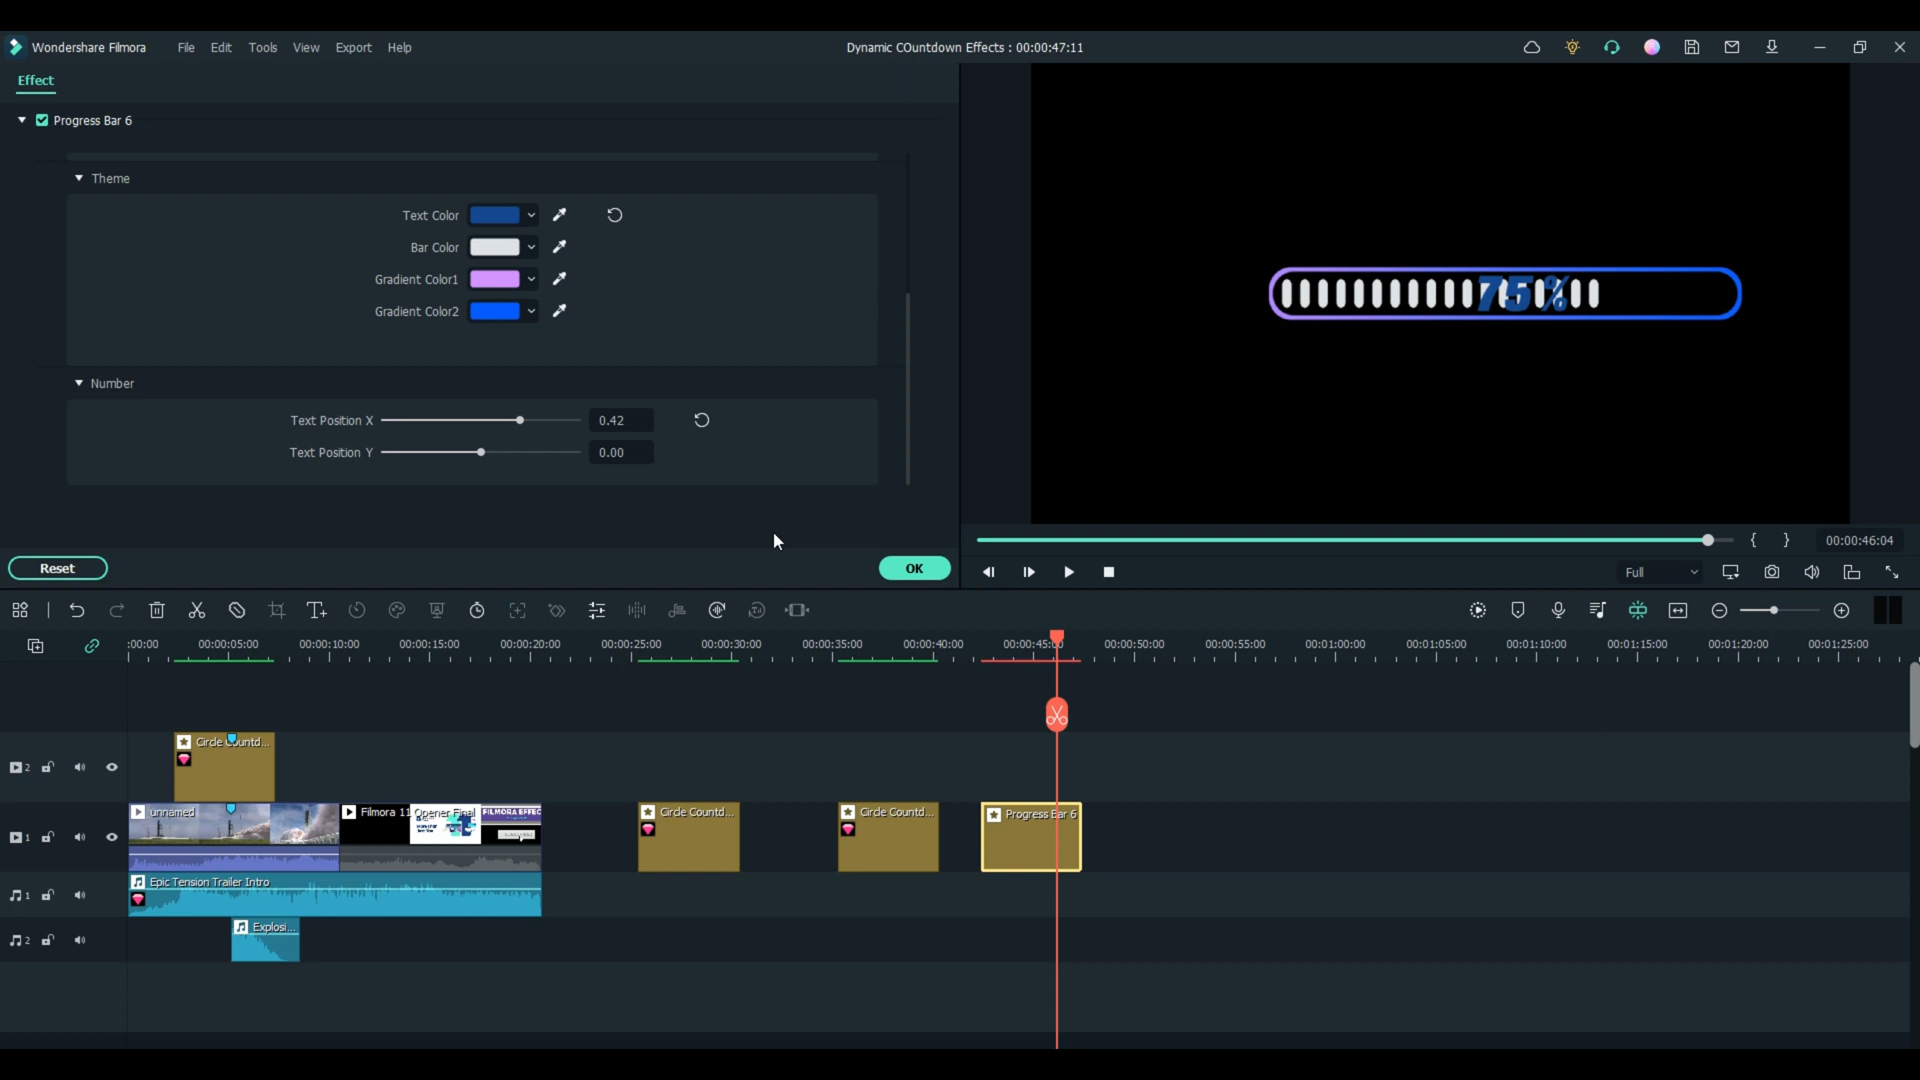 Wondershare Filmora File Edit Tools View Export Help Dynamic COuntdown Effects : 00:00:47:11
Effect
Progress Bar 6
Theme
Text Color
Bar Color
Gradient Color1
Gradient Color2
75%
Number
Text Position X 0.42
Text Position Y 0.00
00:00:46:04
Reset OK
Full
:00:00 00:00:05:00 00:00:10:00 00:00:15:00 00:00:20:00 00:00:25:00 00:00:30:00 00:00:35:00 00:00:40:00 00:00:45:00 00:00:50:00 00:00:55:00 00:01:00:00 00:01:05:00 00:01:10:00 00:01:15:00 00:01:20:00 00:01:25:00
Circle Countd...
2
unnamed Filmora 11 Opener Final FILMORA EFFEC Circle Countd... Circle Countd... Progress Bar 6
1
Epic Tension Trailer Intro
1
Explosi...
2